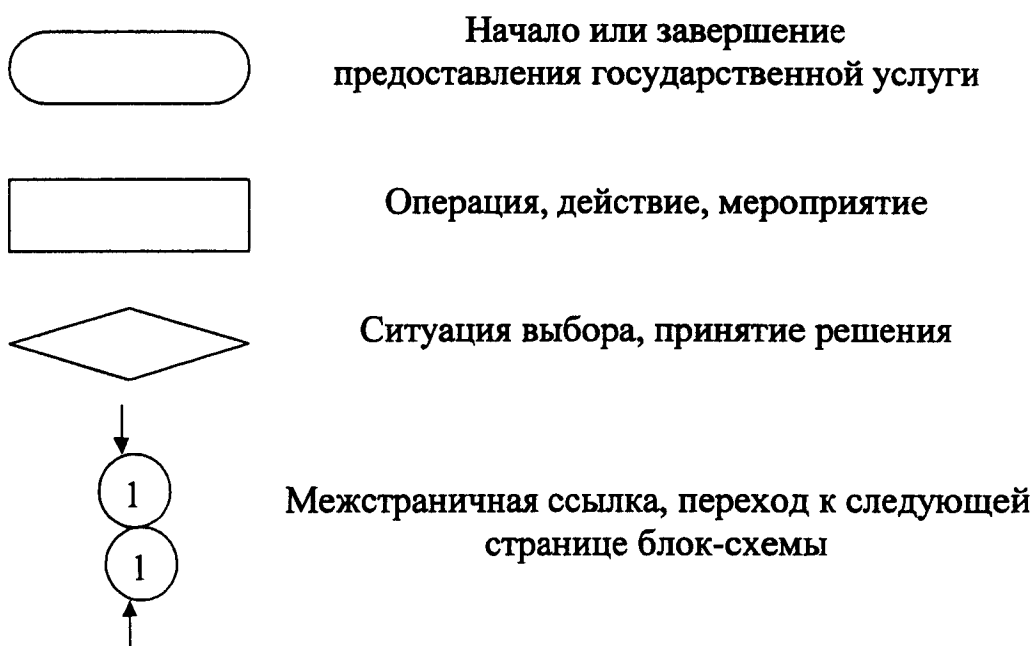 Начало или завершение
предоставления государственной услуги
Операция, действие, мероприятие
Ситуация выбора, принятие решения
1
Межстраничная ссылка, переход к следующей
странице блок-схемы
1